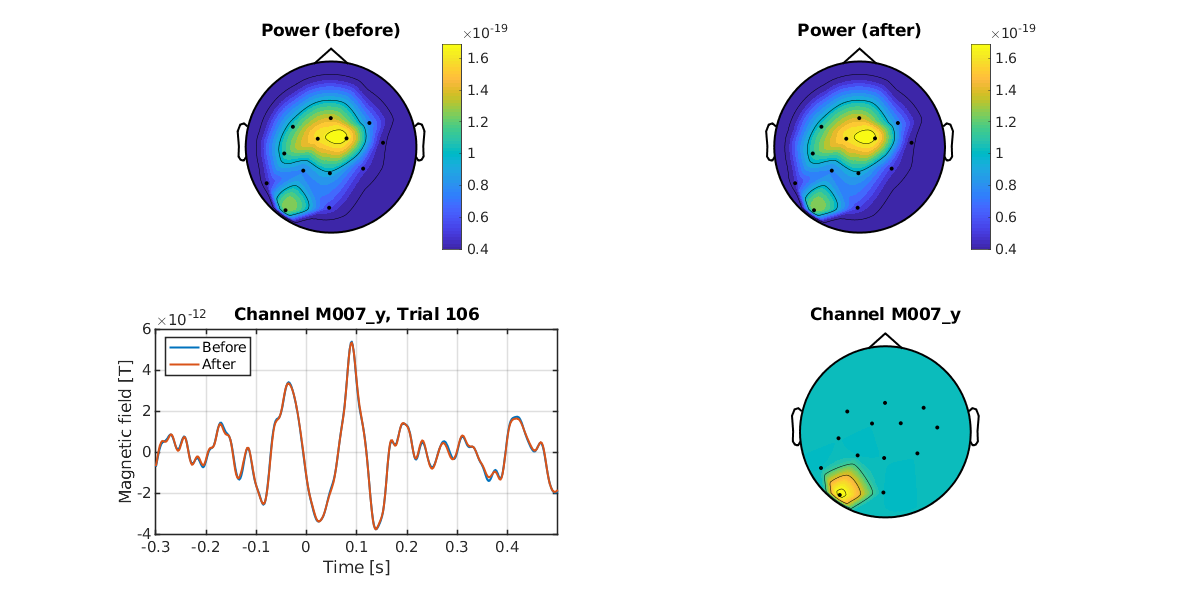 Power (before)
×10-19
1.6
1.4
1.2
1
0.8
0.6
0.4
Power (after)
×10-19
1.6
1.4
1.2
1
0.8
0.6
0.4
Channel M007_y, Trial 106
×10-12
Before
After
6
4
2
0
-2
-4
Magnetic field [T]
-0.3 -0.2 -0.1 0 0.1 0.2 0.3 0.4
Time [s]
Channel M007_y